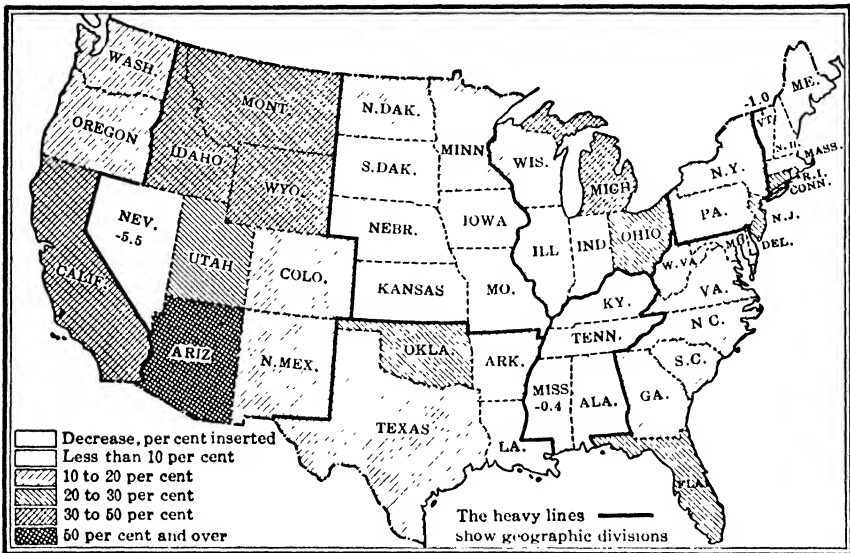 WASH.
OREGON
CALIF.
NEV.
-5.5
IDAHO
MONT.
WYO.
UTAH
COLO.
ARIZ.
N.MEX.
N.DAK.
S.DAK.
NEBR.
KANSAS
OKLA.
TEXAS
MINN
IOWA
MO.
ARK.
LA.
WIS.
ILL
IND
MICH
OHIO
KY.
TENN.
MISS
-0.4
ALA.
GA.
FLA.
S.C.
N C.
VA.
W.VA
MD.
DEL.
PA.
N.J.
N.Y.
CONN.
R.I.
MASS.
-1.0
VT.
N.H.
ME.
Decrease, per cent inserted
Less than 10 per cent
10 to 20 per cent
20 to 30 per cent
30 to 50 per cent
50 per cent and over
The heavy lines
show geographic divisions